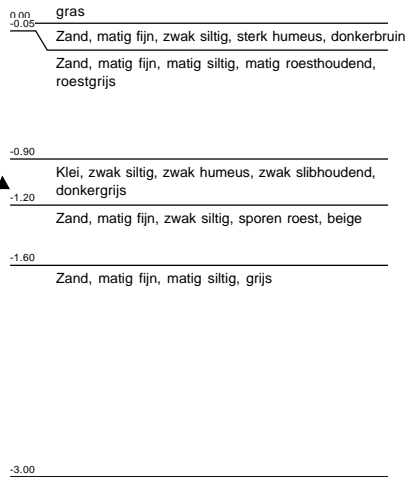 0.00 gras
-0.05
Zand, matig fijn, zwak siltig, sterk humeus, donkerbruin
Zand, matig fijn, matig siltig, matig roesthoudend,
roestgrijs
-0.90
Klei, zwak siltig, zwak humeus, zwak slibhoudend,
donkergrijs
-1.20
Zand, matig fijn, zwak siltig, sporen roest, beige
-1.60
Zand, matig fijn, matig siltig, grijs
-3.00